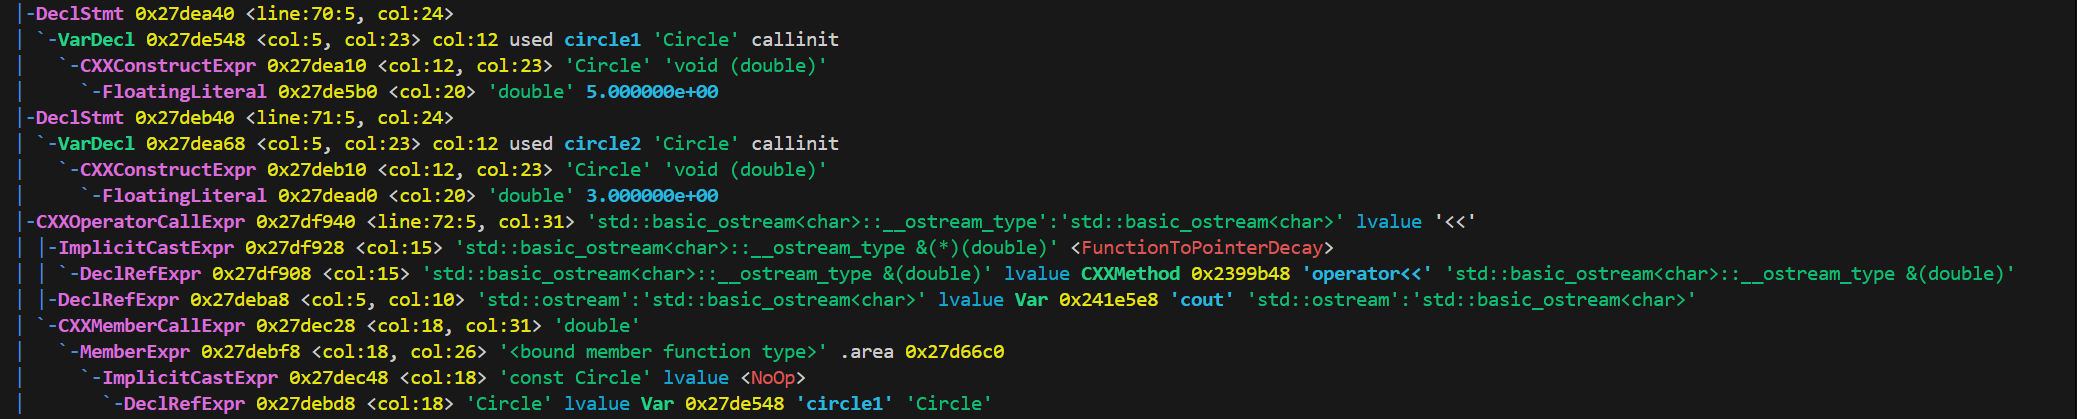 |-DeclStmt 0x27dea40 <line:70:5, col:24>
| `-VarDecl 0x27de548 <col:5, col:23> col:12 used circle1 'Circle' callinit
|   `-CXXConstructExpr 0x27dea10 <col:12, col:23> 'Circle' 'void (double)'
|     `-FloatingLiteral 0x27de5b0 <col:20> 'double' 5.000000e+00
|-DeclStmt 0x27deb40 <line:71:5, col:24>
| `-VarDecl 0x27dea68 <col:5, col:23> col:12 used circle2 'Circle' callinit
|   `-CXXConstructExpr 0x27deb10 <col:12, col:23> 'Circle' 'void (double)'
|     `-FloatingLiteral 0x27dead0 <col:20> 'double' 3.000000e+00
|-CXXOperatorCallExpr 0x27df940 <line:72:5, col:31> 'std::basic_ostream<char>::__ostream_type':'std::basic_ostream<char>' lvalue '<<'
| |-ImplicitCastExpr 0x27df928 <col:15> 'std::basic_ostream<char>::__ostream_type &(*)(double)' <FunctionToPointerDecay>
| | `-DeclRefExpr 0x27df908 <col:15> 'std::basic_ostream<char>::__ostream_type &(double)' lvalue CXXMethod 0x2399b48 'operator<<' 'std::basic_ostream<char>::__ostream_type &(double)'
| |-DeclRefExpr 0x27deba8 <col:5, col:10> 'std::ostream':'std::basic_ostream<char>' lvalue Var 0x241e5e8 'cout' 'std::ostream':'std::basic_ostream<char>'
| `-CXXMemberCallExpr 0x27dec28 <col:18, col:31> 'double'
|   `-MemberExpr 0x27debf8 <col:18, col:26> '<bound member function type>' .area 0x27d66c0
|     `-ImplicitCastExpr 0x27dec48 <col:18> 'const Circle' lvalue <NoOp>
|       `-DeclRefExpr 0x27debd8 <col:18> 'Circle' lvalue Var 0x27de548 'circle1' 'Circle'